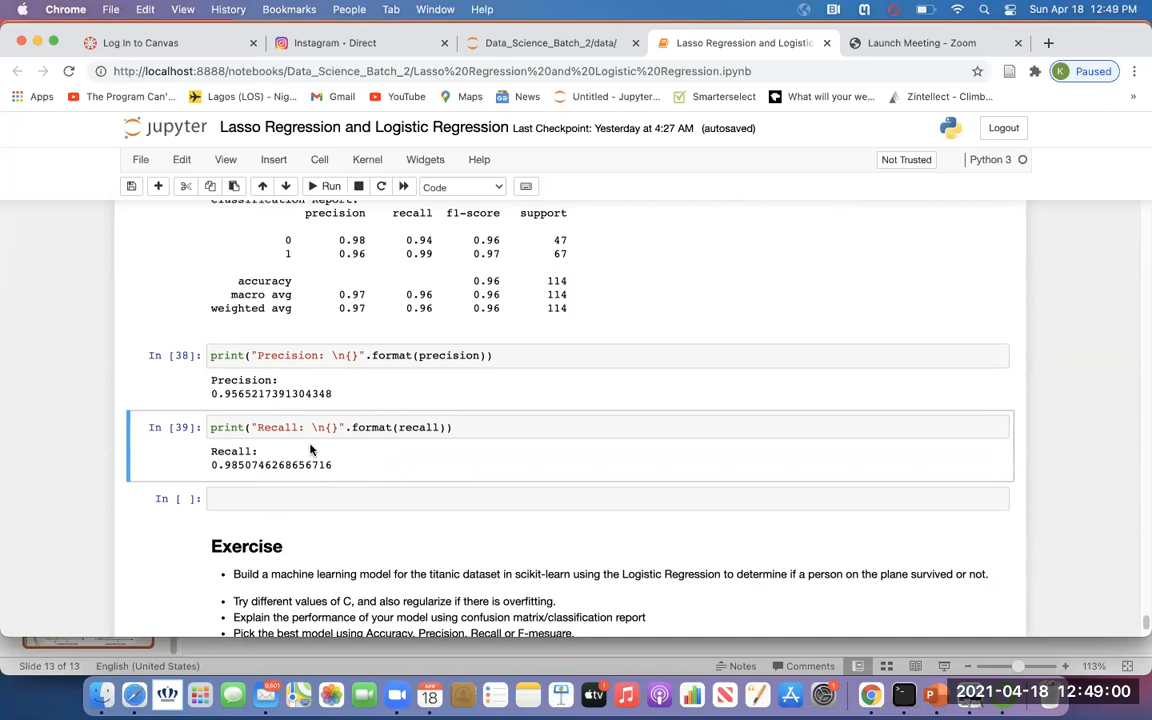 Chrome File Edit View History Bookmarks People Tab Window Help Sun Apr 18 12:49 PM
Log In to Canvas Instagram • Direct Data_Science_Batch_2/data/ Lasso Regression and Logistic Launch Meeting - Zoom
http://localhost:8888/notebooks/Data_Science_Batch_2/Lasso%20Regression%20and%20Logistic%20Regression.ipynb Paused
Apps The Program Can'... Lagos (LOS) - Nig... Gmail YouTube Maps News Untitled - Jupyter... Smarterselect What will your we... Zintellect - Climb... »
jupyter Lasso Regression and Logistic Regression Last Checkpoint: Yesterday at 4:27 AM (autosaved) Logout
File Edit View Insert Cell Kernel Widgets Help Not Trusted Python 3
Run Code
Classification Report:
precision recall f1-score support
0 0.98 0.94 0.96 47
1 0.96 0.99 0.97 67
accuracy 0.96 114
macro avg 0.97 0.96 0.96 114
weighted avg 0.97 0.96 0.96 114
In [38]: print("Precision: \n{}".format(precision))
Precision:
0.9565217391304348
In [39]: print("Recall: \n{}".format(recall))
Recall:
0.9850746268656716
In [ ]:
Exercise
• Build a machine learning model for the titanic dataset in scikit-learn using the Logistic Regression to determine if a person on the plane survived or not.
• Try different values of C, and also regularize if there is overfitting.
• Explain the performance of your model using confusion matrix/classification report
• Pick the best model using Accuracy, Precision, Recall or F-mesuare.
Slide 13 of 13 English (United States) Notes Comments 113%
9,601 APR 18 tv 2021-04-18 12:49:00